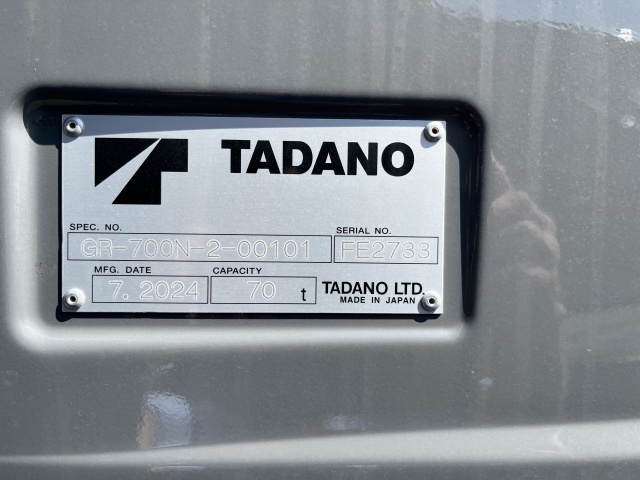 TADANO
SPEC. NO. SERIAL NO.
GR-700N-2-00101 FE2733
MFG. DATE CAPACITY
7. 2024 70 t TADANO LTD.
MADE IN JAPAN